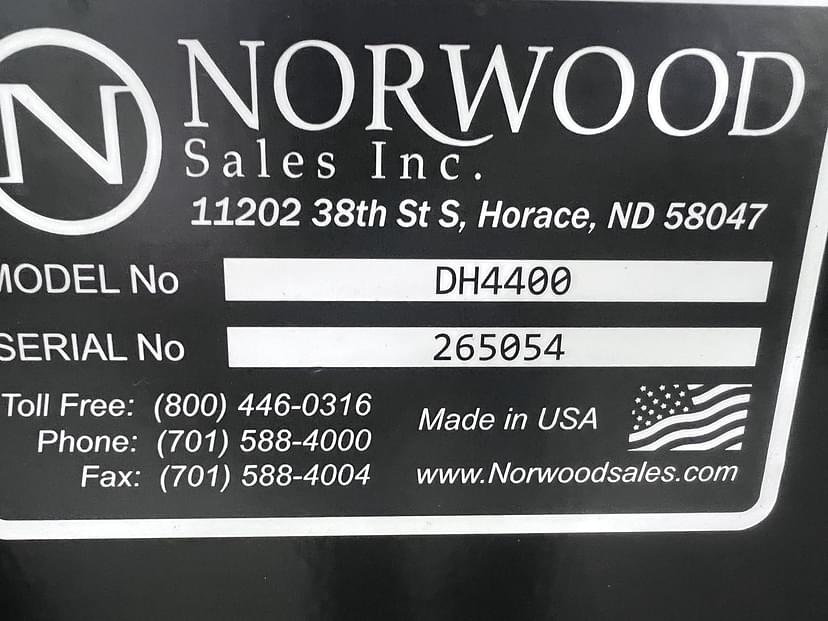 N
NORWOOD
Sales Inc.
11202 38th St S, Horace, ND 58047
MODEL No DH4400
SERIAL No 265054
Toll Free: (800) 446-0316
Phone: (701) 588-4000
Fax: (701) 588-4004
Made in USA
www.Norwoodsales.com